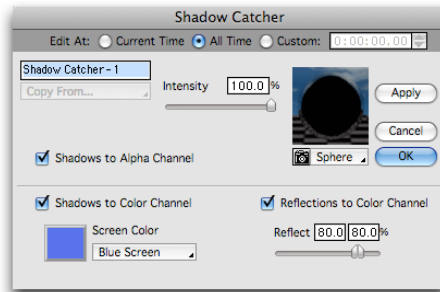 Shadow Catcher
Edit At: Current Time All Time Custom: 0:00:00.00
Shadow Catcher-1
Copy From...
Intensity 100.0 %
Apply
Cancel
Sphere OK
Shadows to Alpha Channel
Shadows to Color Channel Reflections to Color Channel
Screen Color Reflect 80.0 80.0 %
Blue Screen